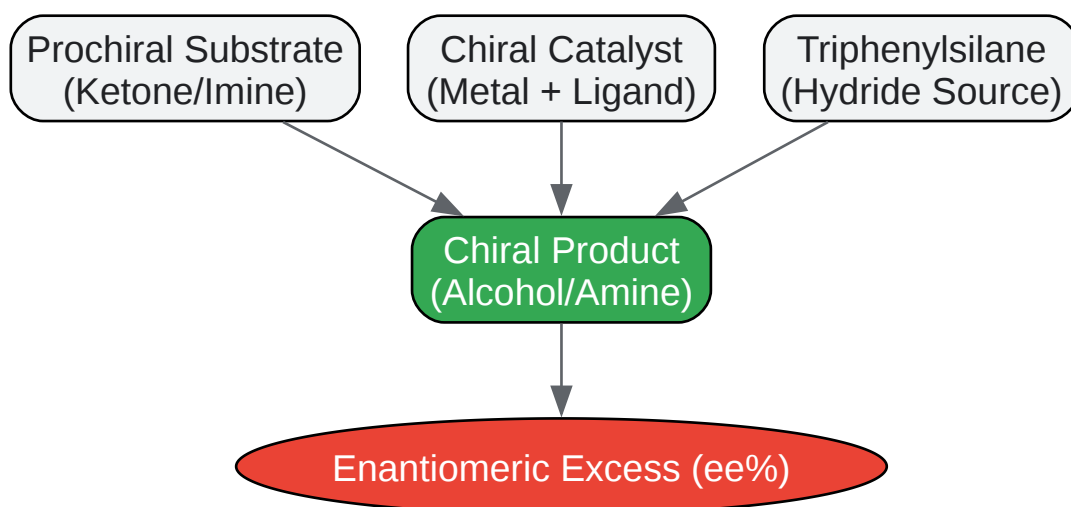 Prochiral Substrate
(Ketone/Imine)
Chiral Catalyst
(Metal + Ligand)
Triphenylsilane
(Hydride Source)
Chiral Product
(Alcohol/Amine)
Enantiomeric Excess (ee%)